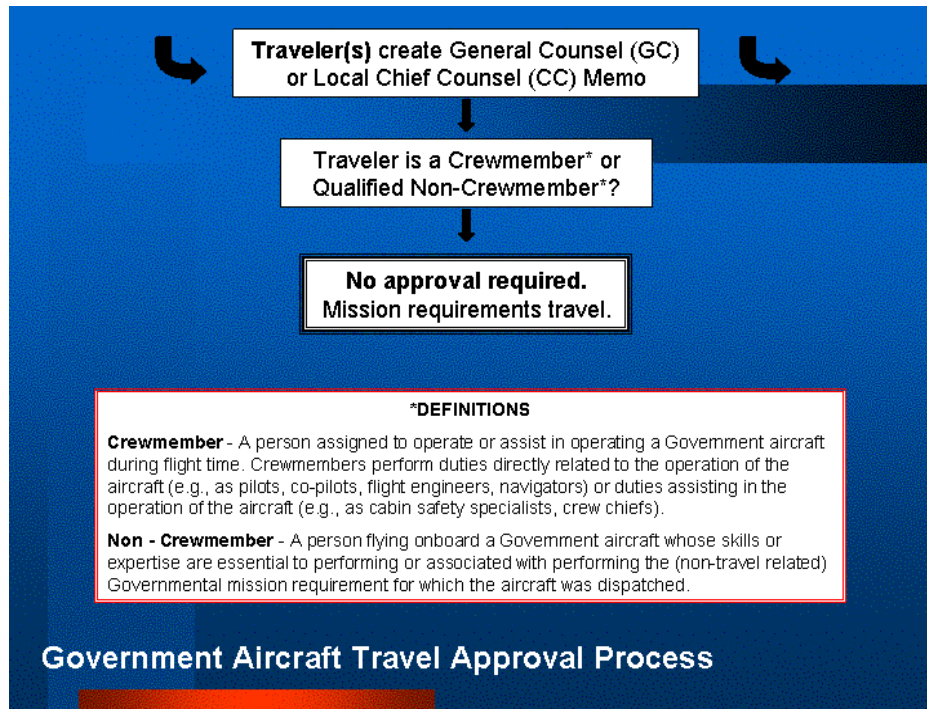 Traveler(s) create General Counsel (GC)
or Local Chief Counsel (CC) Memo
Traveler is a Crewmember* or
Qualified Non-Crewmember*?
No approval required.
Mission requirements travel.
*DEFINITIONS
Crewmember - A person assigned to operate or assist in operating a Government aircraft
during flight time. Crewmembers perform duties directly related to the operation of the
aircraft (e.g., as pilots, co-pilots, flight engineers, navigators) or duties assisting in the
operation of the aircraft (e.g., as cabin safety specialists, crew chiefs).
Non - Crewmember - A person flying onboard a Government aircraft whose skills or
expertise are essential to performing or associated with performing the (non-travel related)
Governmental mission requirement for which the aircraft was dispatched.
Government Aircraft Travel Approval Process